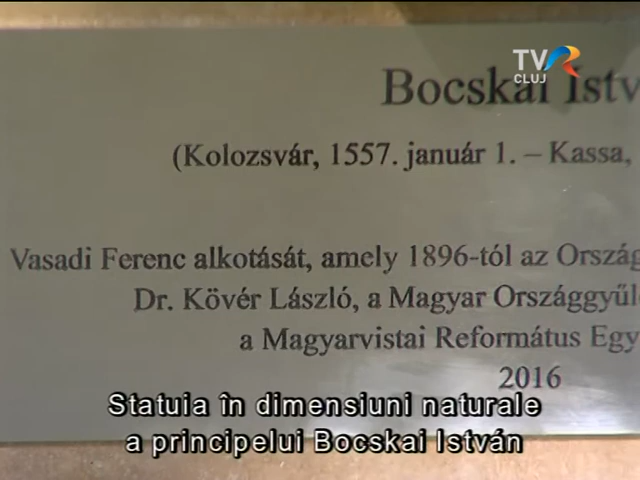 TVR
CLUJ
Bocskai Istv
(Kolozsvár, 1557. január 1. – Kassa,
Vasadi Ferenc alkotását, amely 1896-tól az Ország
Dr. Kövér László, a Magyar Országgyűl
a Magyarvistai Református Egy
2016
Statuia în dimensiuni naturale
a principelui Bocskai István